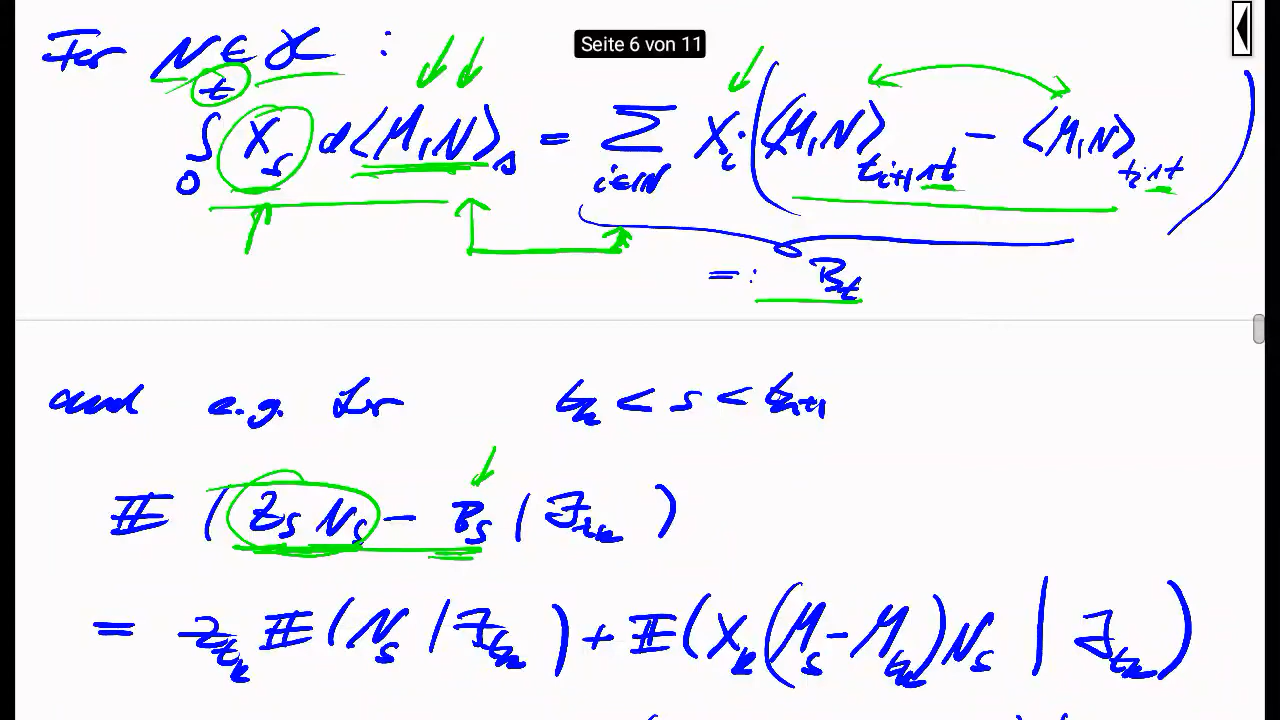 For N ∈ ℋ :
Seite 6 von 11
∫₀ᵗ X_s d⟨M,N⟩_s = ∑_{i∈ℕ} X_i · (⟨M,N⟩_{t_{i+1}∧t} − ⟨M,N⟩_{t_i∧t})
=: B_t
and e.g. for t_k < s < t_{k+1}
𝔼 (Z_s N_s − B_s | ℱ_{t_k})
= Z_{t_k} 𝔼 (N_s | ℱ_{t_k}) + 𝔼 (X_k (M_s − M_{t_k}) N_s | ℱ_{t_k})